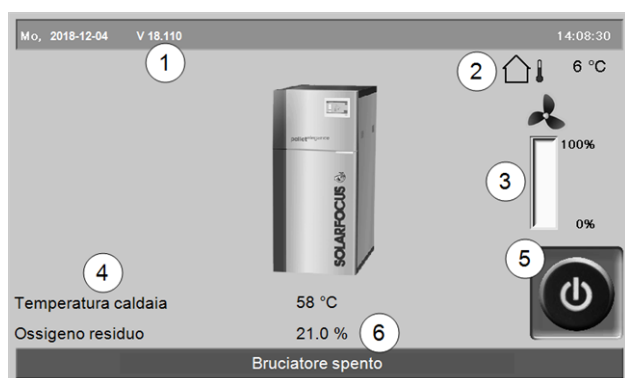 Mo, 2018-12-04 V 18.110 14:08:30
1
2 6 °C
100%
3
0%
SOLARFOCUS
4
5
Temperatura caldaia 58 °C
Ossigeno residuo 21.0 % 6
Bruciatore spento